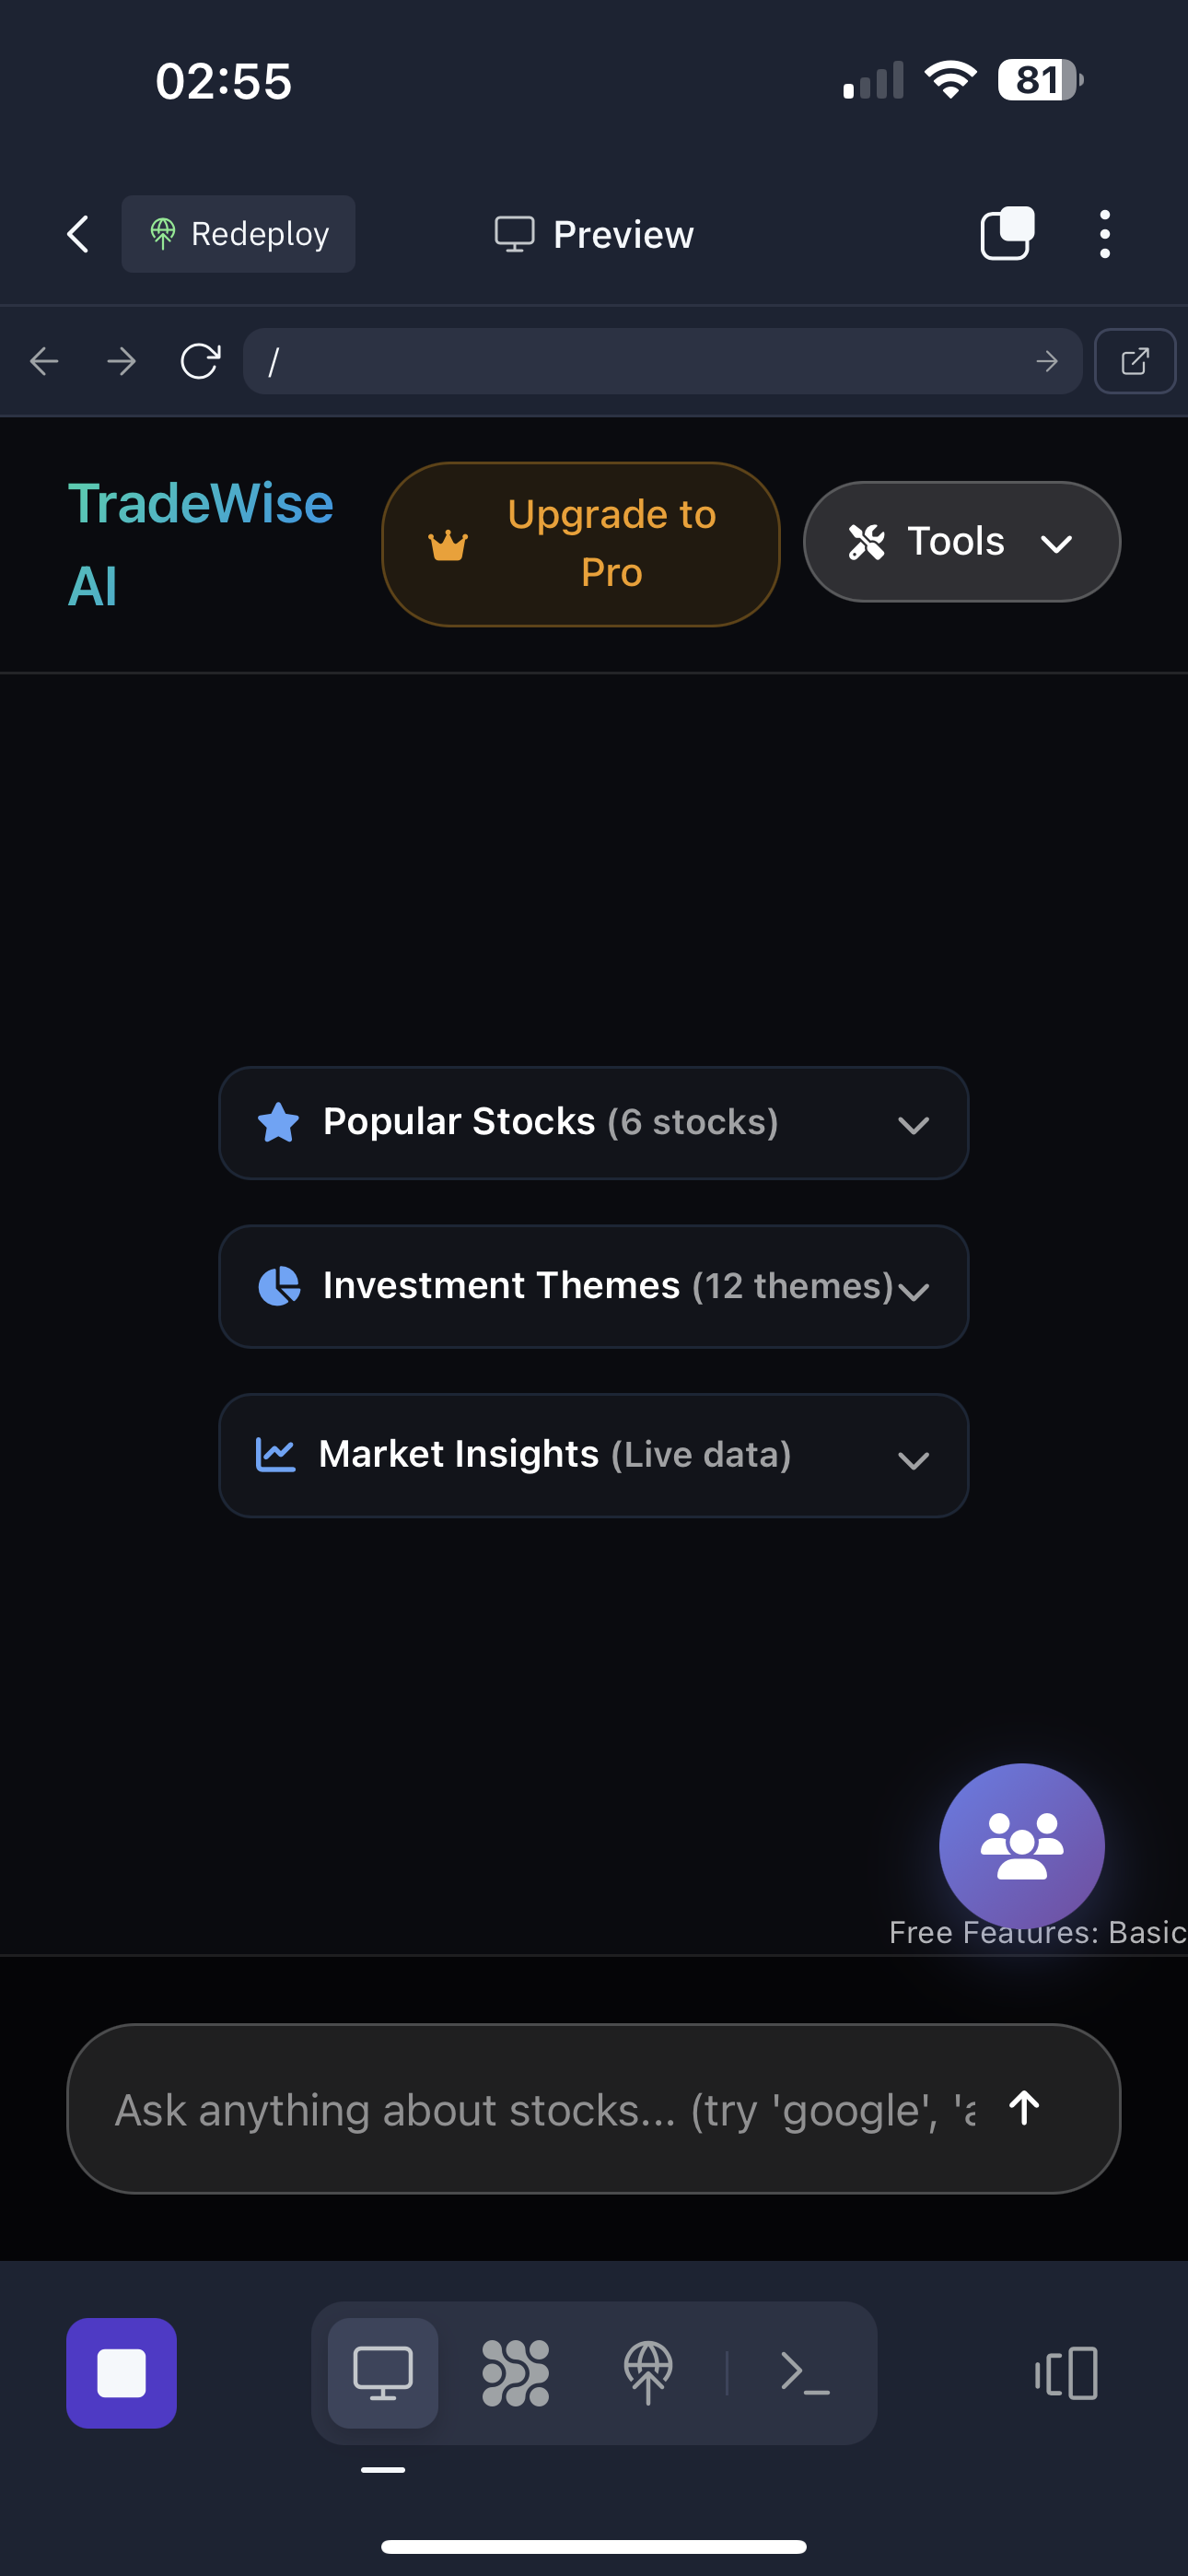 02:55
81
Redeploy
Preview
/
TradeWise
AI
Upgrade to
Pro
Tools
Popular Stocks (6 stocks)
Investment Themes (12 themes)
Market Insights (Live data)
Free Features: Basic
Ask anything about stocks... (try 'google', '